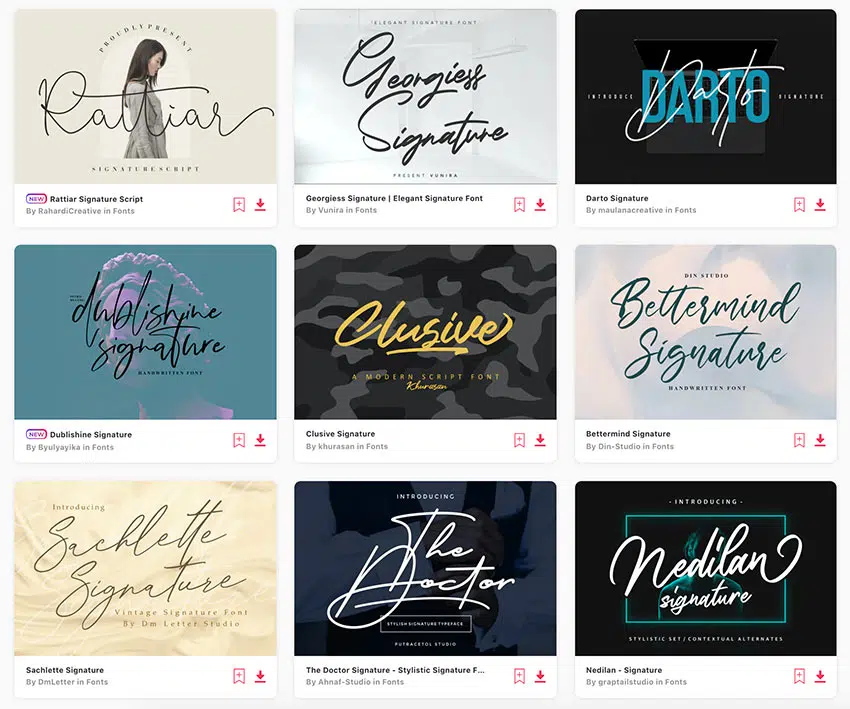 PROUDLY PRESENT
Rattiar
SIGNATURE SCRIPT
NEW Rattiar Signature Script
By RahardiCreative in Fonts
ELEGANT SIGNATURE FONT
Georgiess
Signature
PRESENT VUNIRA
Georgiess Signature | Elegant Signature Font
By Vunira in Fonts
DARTO
Darto
INTRODUCE SIGNATURE
Darto Signature
By maulanacreative in Fonts
dublishine
signature
HANDWRITTEN FONT
NEW Dublishine Signature
By Byulyayika in Fonts
Clusive
A MODERN SCRIPT FONT
Khurasan
Clusive Signature
By khurasan in Fonts
DIN STUDIO
Bettermind
Signature
HANDWRITTEN FONT
Bettermind Signature
By Din-Studio in Fonts
Introducing
Sachlette
Signature
Vintage Signature Font
By Dm Letter Studio
Sachlette Signature
By DmLetter in Fonts
INTRODUCING
The
Doctor
STYLISH SIGNATURE TYPEFACE
PUTRACETOL STUDIO
The Doctor Signature - Stylistic Signature F...
By Ahnaf-Studio in Fonts
- INTRODUCING -
Nedilan
signature
STYLISTIC SET / CONTEXTUAL ALTERNATES
Nedilan - Signature
By graptailstudio in Fonts